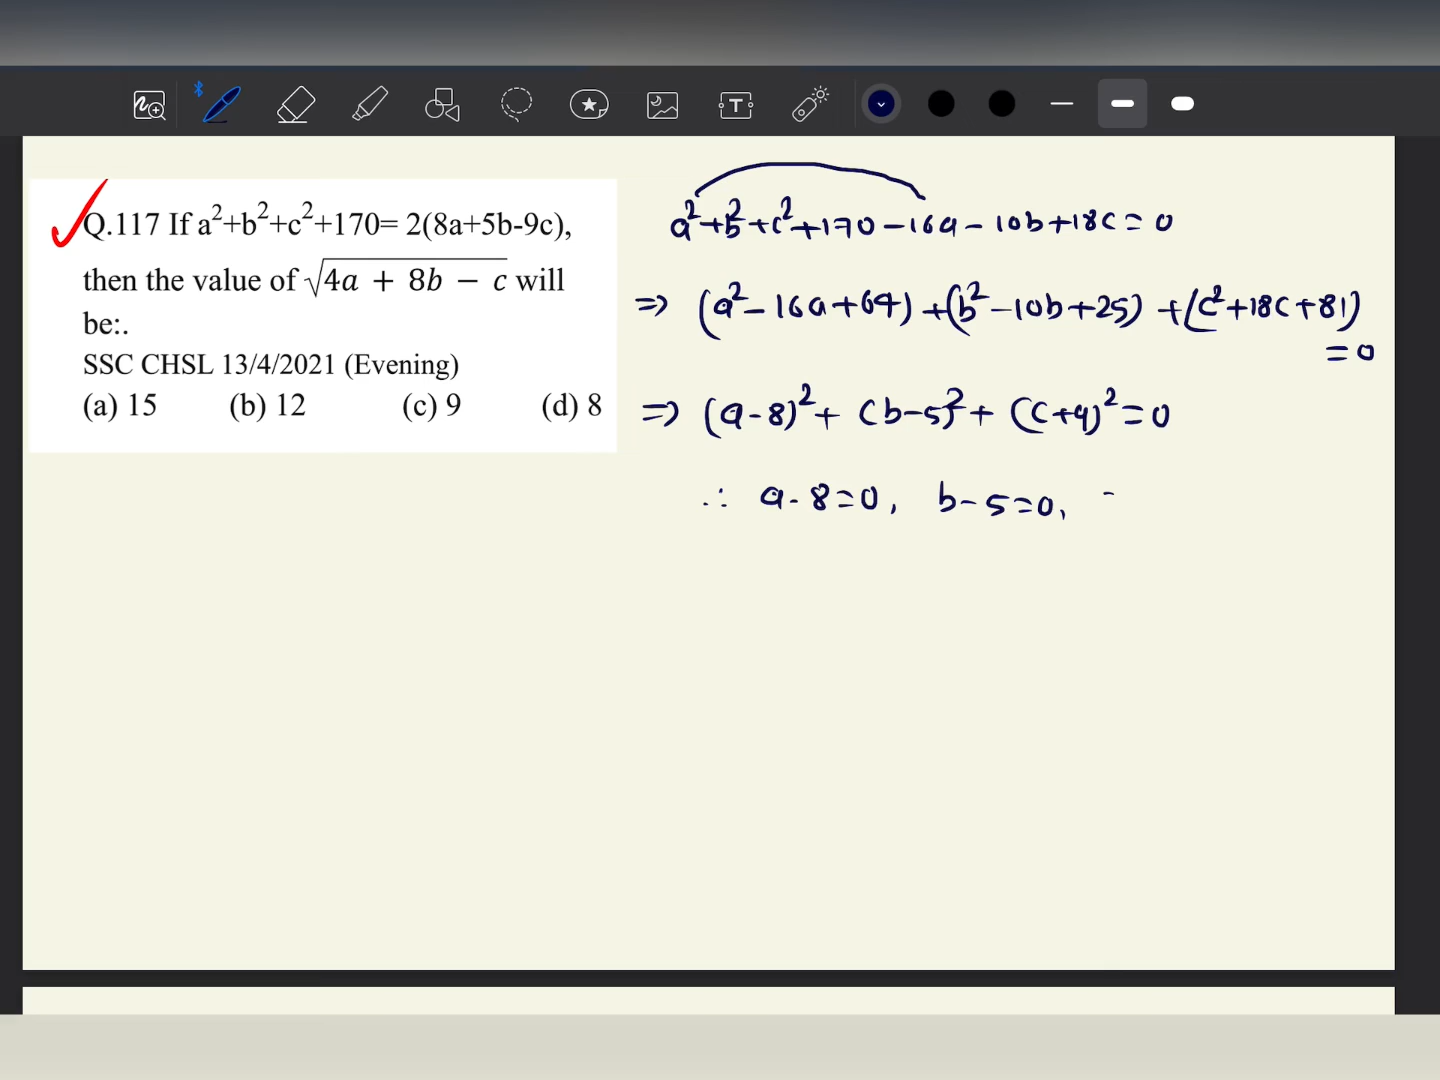 Q.117 If a²+b²+c²+170= 2(8a+5b-9c),
then the value of √4a + 8b − c will
be:.
SSC CHSL 13/4/2021 (Evening)
(a) 15 (b) 12 (c) 9 (d) 8
a²+b²+c²+170-16a-10b+18c=0
⇒ (a²-16a+64)+(b²-10b+25)+(c²+18c+81)
=0
⇒ (a-8)²+(b-5)²+(c+9)²=0
∴ a-8=0, b-5=0,